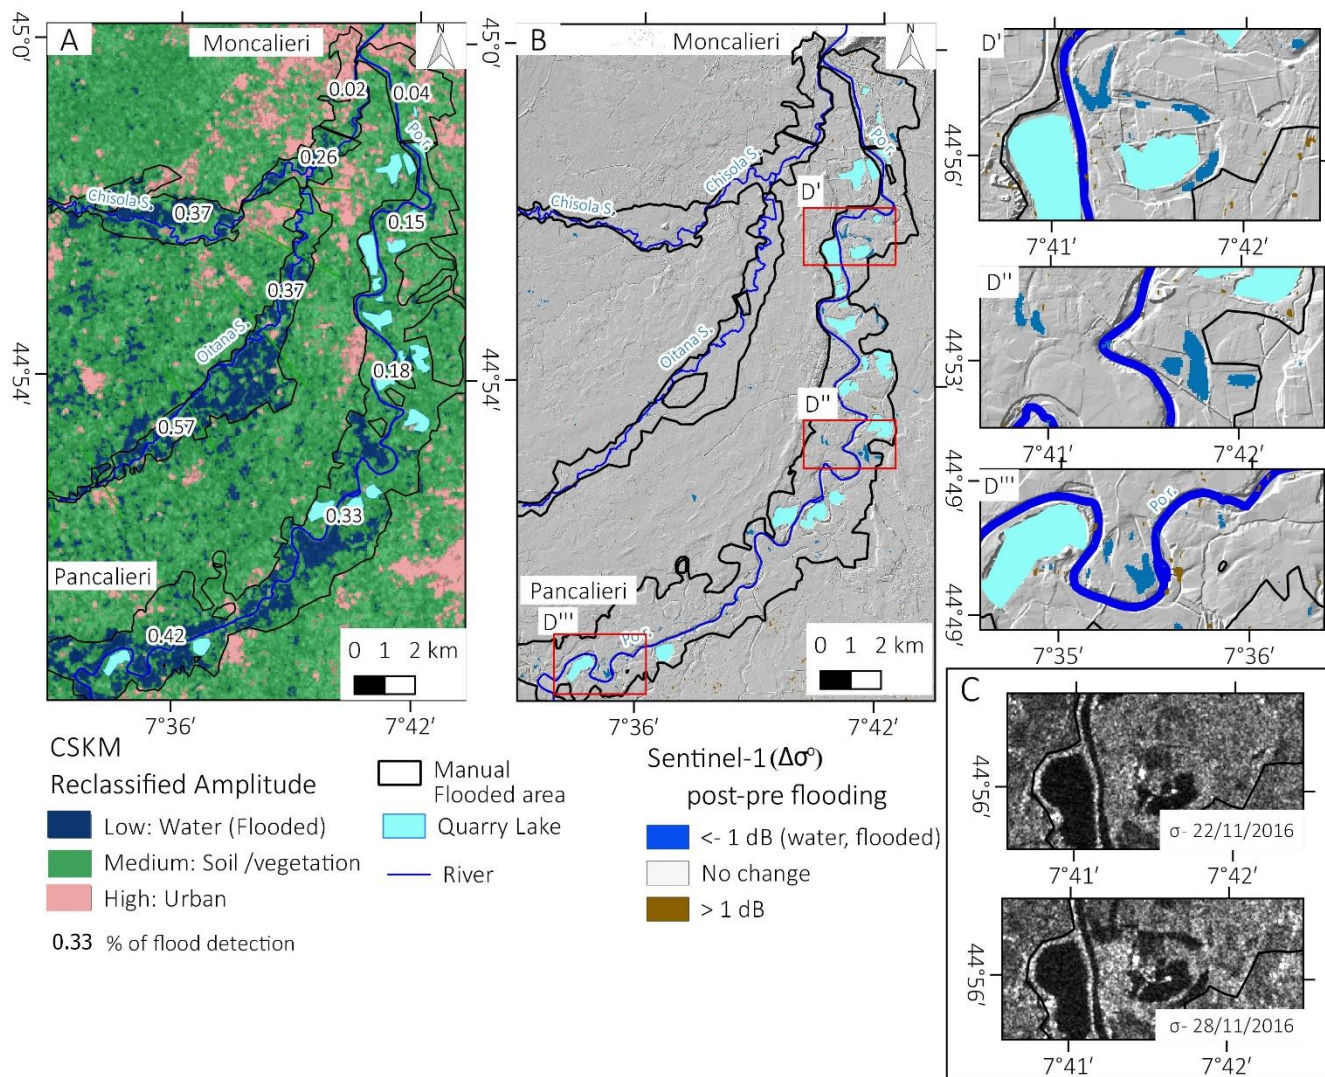 A
Moncalieri
N
45°0′
0.02
0.04
Po r.
0.26
Chisola S.
0.37
0.15
0.37
Oitana S.
44°54′
0.18
0.57
0.33
Pancalieri
0.42
0 1 2 km
7°36′
7°42′
B
Moncalieri
N
45°0′
Po r.
Chisola S.
Chisola S.
D'
Oitana S.
44°54′
D''
Pancalieri
D'''
Po r.
0 1 2 km
7°36′
7°42′
D'
44°56′
7°41′
7°42′
D''
44°53′
7°41′
7°42′
D'''
Po r.
44°49′
44°49′
7°35′
7°36′
C
44°56′
σ- 22/11/2016
7°41′
7°42′
44°56′
σ- 28/11/2016
7°41′
7°42′
CSKM
Reclassified Amplitude
Low: Water (Flooded)
Medium: Soil /vegetation
High: Urban
0.33 % of flood detection
Manual
Flooded area
Quarry Lake
River
Sentinel-1 (Δσ°)
post-pre flooding
<- 1 dB (water, flooded)
No change
> 1 dB